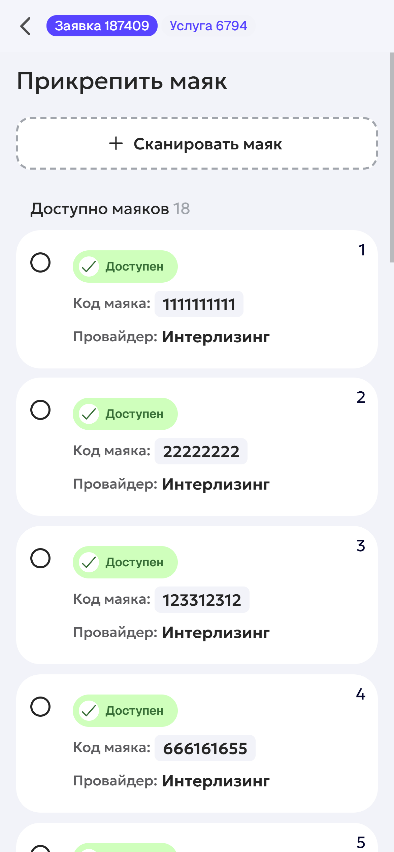 Заявка 187409 Услуга 6794
Прикрепить маяк
+ Сканировать маяк
Доступно маяков 18
1
Доступен
Код маяка: 1111111111
Провайдер: Интерлизинг
2
Доступен
Код маяка: 22222222
Провайдер: Интерлизинг
3
Доступен
Код маяка: 123312312
Провайдер: Интерлизинг
4
Доступен
Код маяка: 666161655
Провайдер: Интерлизинг
5